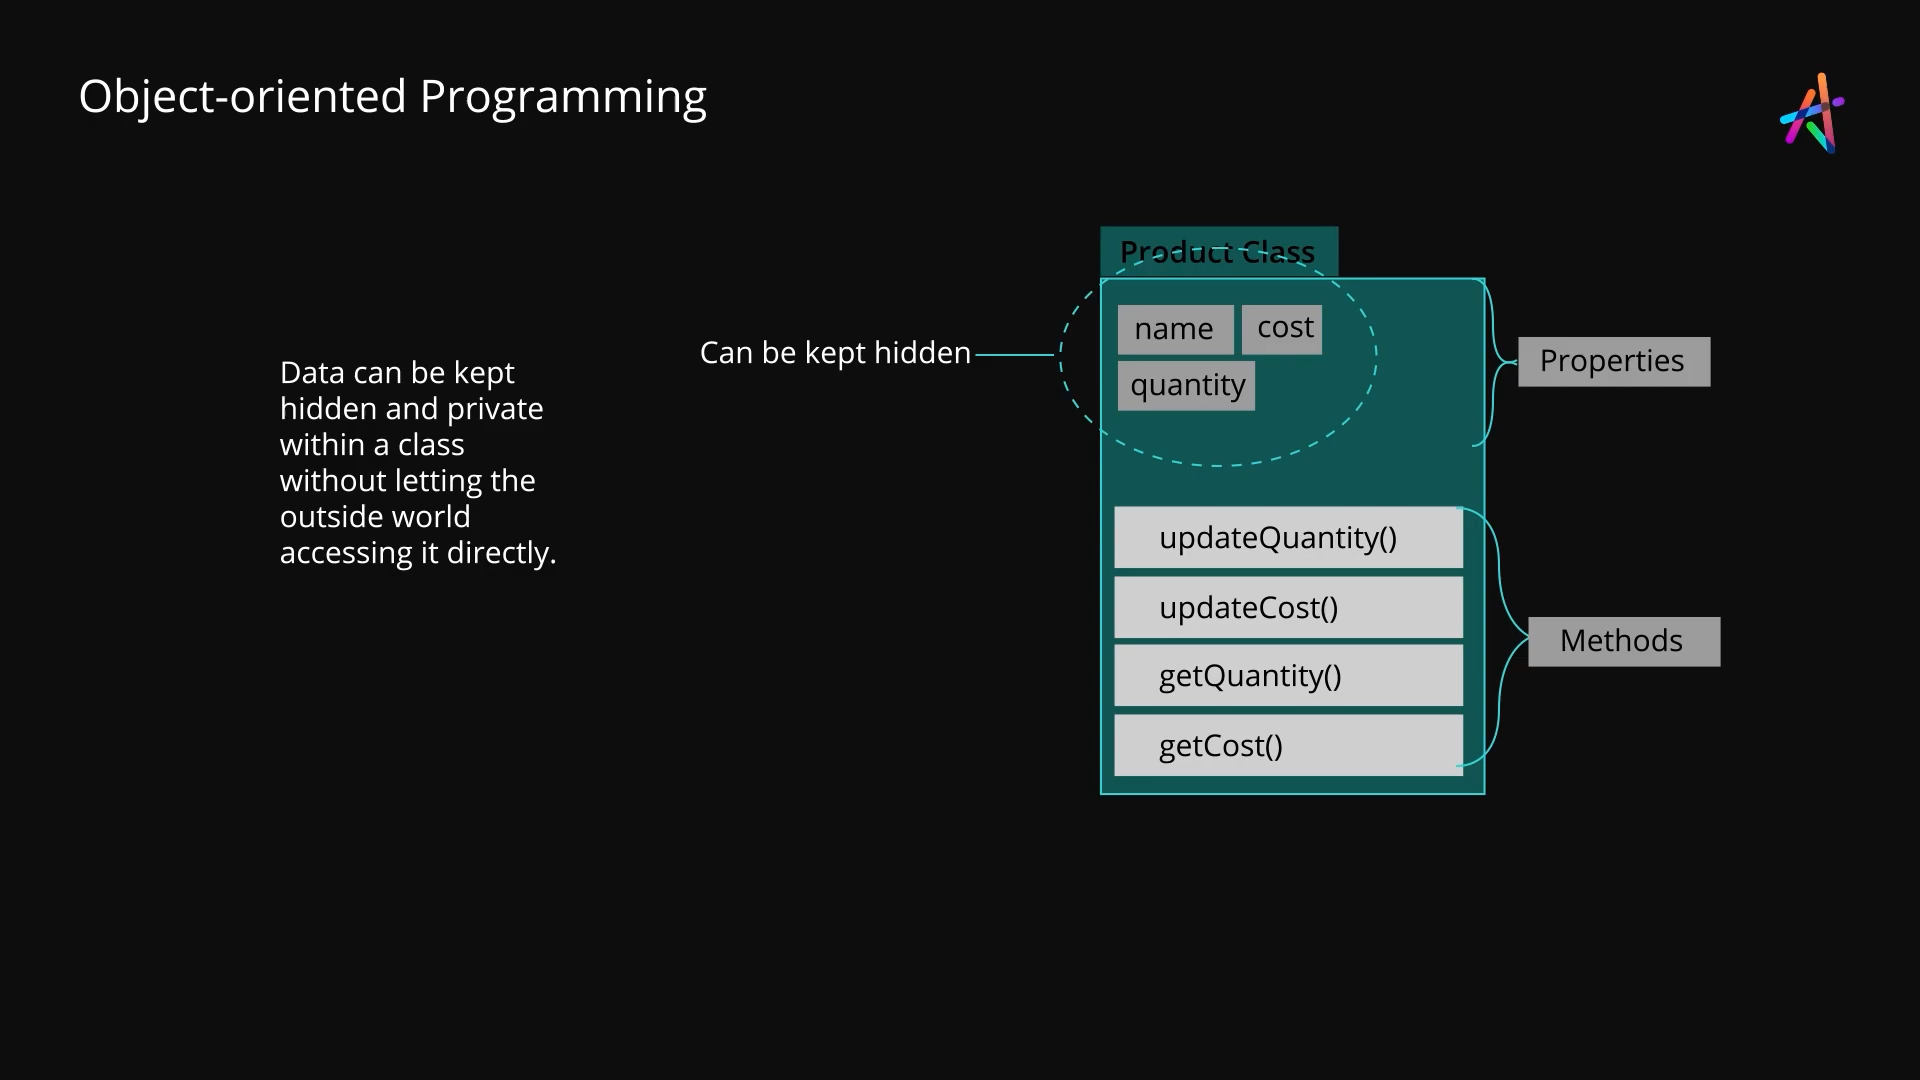 Object-oriented Programming
Data can be kept
hidden and private
within a class
without letting the
outside world
accessing it directly.
Can be kept hidden
Product Class
name
cost
quantity
Properties
updateQuantity()
updateCost()
getQuantity()
getCost()
Methods